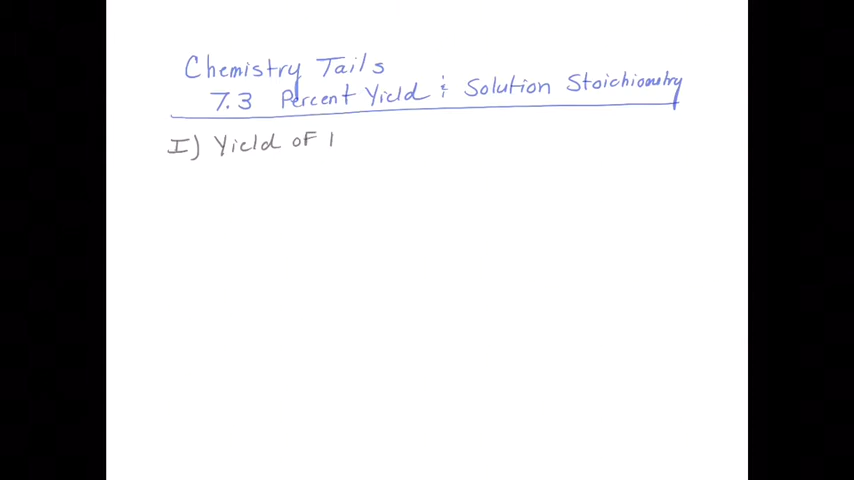 Chemistry Tails
7.3 Percent Yield & Solution Stoichiometry
I) Yield of